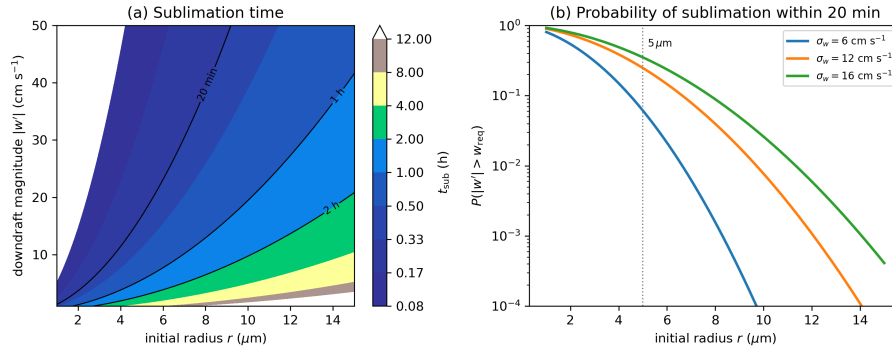 (a) Sublimation time
downdraft magnitude |w′| (cm s⁻¹)
50
40
30
20
10
20 min
1 h
2 h
2
4
6
8
10
12
14
initial radius r (μm)
12.00
8.00
4.00
2.00
1.00
0.50
0.33
0.17
0.08
t_sub (h)
(b) Probability of sublimation within 20 min
P(|w′| > w_req)
10⁰
10⁻¹
10⁻²
10⁻³
10⁻⁴
5 μm
σ_w = 6 cm s⁻¹
σ_w = 12 cm s⁻¹
σ_w = 16 cm s⁻¹
2
4
6
8
10
12
14
initial radius r (μm)